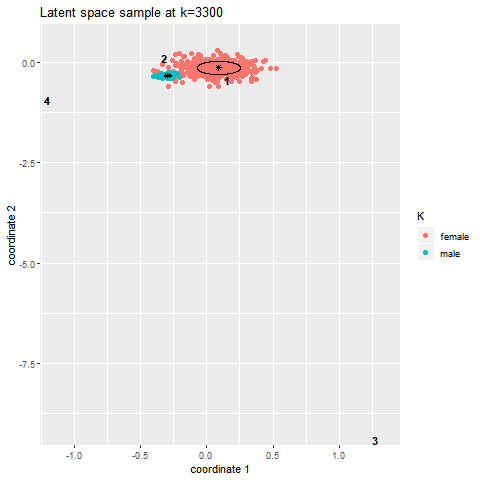 Latent space sample at k=3300
0.0
-2.5
-5.0
-7.5
coordinate 2
2
1
4
3
-1.0
-0.5
0.0
0.5
1.0
coordinate 1
K
female
male